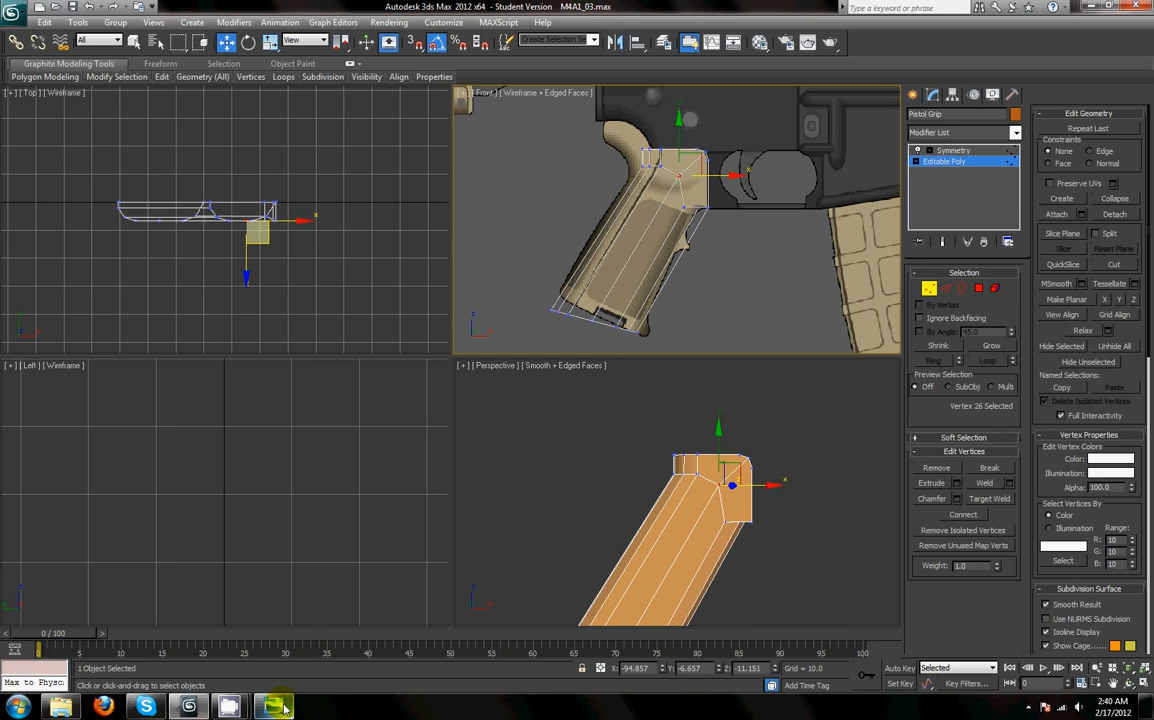 Autodesk 3ds Max 2012 x64 - Student Version M4A1_03.max
Type a keyword or phrase
Edit Tools Group Views Create Modifiers Animation Graph Editors Rendering Customize MAXScript Help
All View Create Selection Se
Graphite Modeling Tools Freeform Selection Object Paint
Polygon Modeling Modify Selection Edit Geometry (All) Vertices Loops Subdivision Visibility Align Properties
[ + ] [ Top ] [ Wireframe ]
[ + ] [ Front ] [ Wireframe + Edged Faces ]
[ + ] [ Left ] [ Wireframe ]
[ + ] [ Perspective ] [ Smooth + Edged Faces ]
Pistol Grip
Modifier List
Symmetry
Editable Poly
Selection
By Vertex
Ignore Backfacing
By Angle: 45.0
Shrink Grow
Ring Loop
Preview Selection
Off SubObj Multi
Vertex 26 Selected
Soft Selection
Edit Vertices
Remove Break
Extrude Weld
Chamfer Target Weld
Connect
Remove Isolated Vertices
Remove Unused Map Verts
Weight: 1.0
Edit Geometry
Repeat Last
Constraints
None Edge
Face Normal
Preserve UVs
Create Collapse
Attach Detach
Slice Plane Split
Slice Reset Plane
QuickSlice Cut
MSmooth Tessellate
Make Planar X Y Z
View Align Grid Align
Relax
Hide Selected Unhide All
Hide Unselected
Named Selections:
Copy Paste
Delete Isolated Vertices
Full Interactivity
Vertex Properties
Edit Vertex Colors
Color:
Illumination:
Alpha: 100.0
Select Vertices By
Color
Illumination Range:
R: 10
G: 10
B: 10
Select
Subdivision Surface
Smooth Result
Use NURMS Subdivision
Isoline Display
Show Cage......
0 / 100
0 5 10 15 20 25 30 35 40 45 50 55 60 65 70 75 80 85 90 95 100
1 Object Selected
X: -94.857 Y: -6.657 Z: -11.151 Grid = 10.0
Auto Key Selected
Max to Physc
Click or click-and-drag to select objects
Add Time Tag
Set Key Key Filters... 0
2:40 AM
2/17/2012